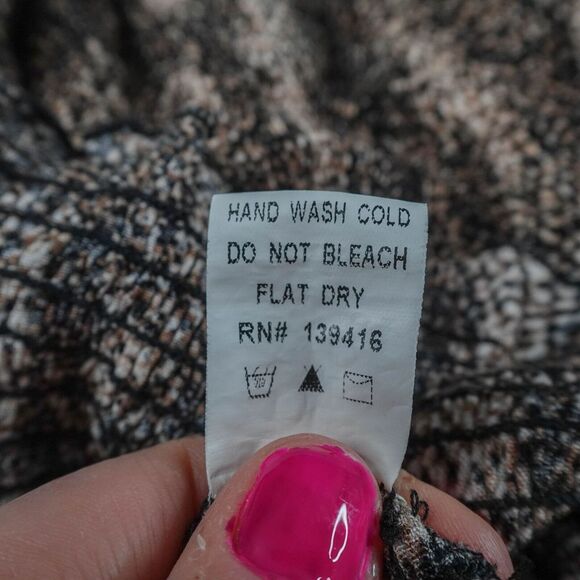 HAND WASH COLD
DO NOT BLEACH
FLAT DRY
RN# 139416